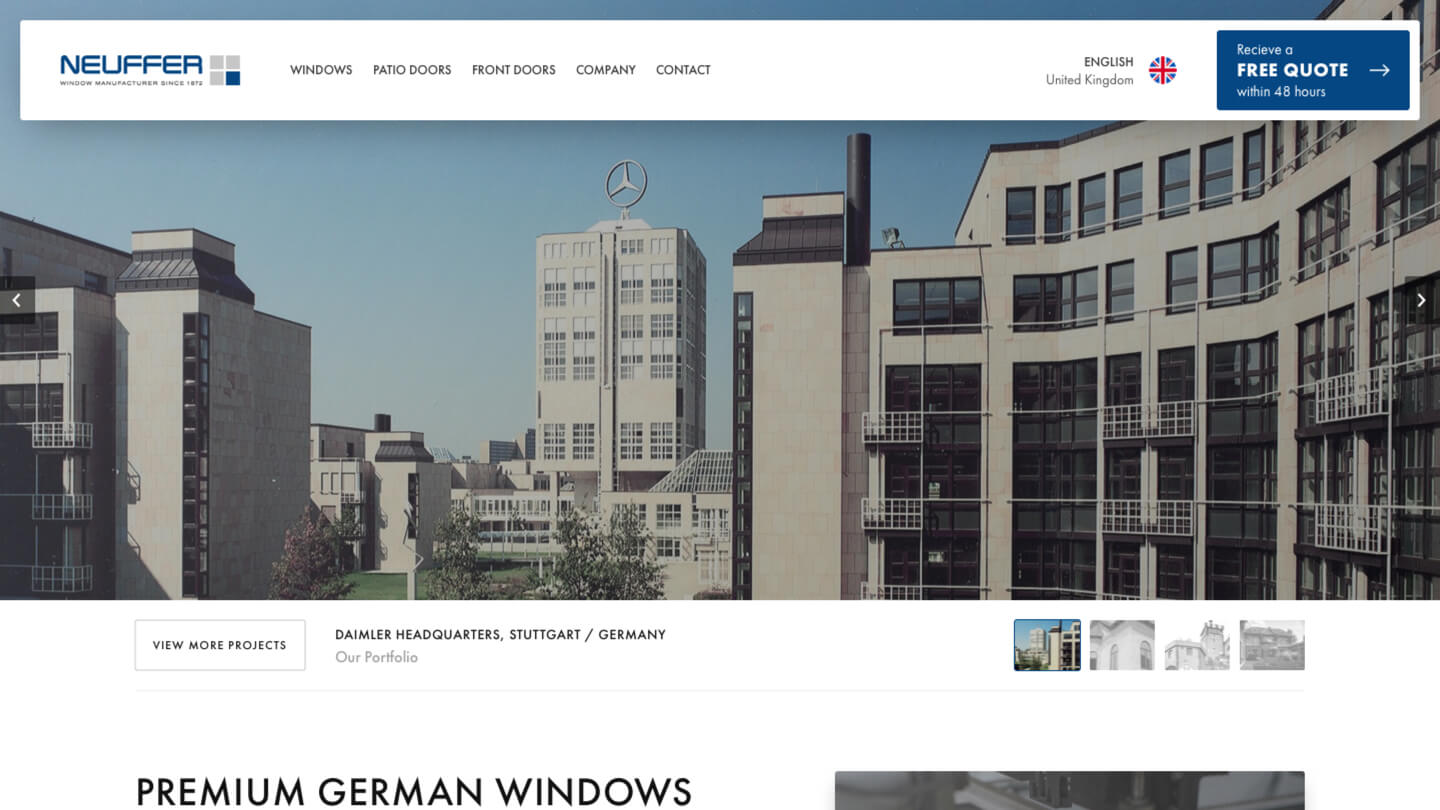 NEUFFER
WINDOW MANUFACTURER SINCE 1872
WINDOWS
PATIO DOORS
FRONT DOORS
COMPANY
CONTACT
ENGLISH
United Kingdom
Recieve a
FREE QUOTE
within 48 hours
VIEW MORE PROJECTS
DAIMLER HEADQUARTERS, STUTTGART / GERMANY
Our Portfolio
PREMIUM GERMAN WINDOWS